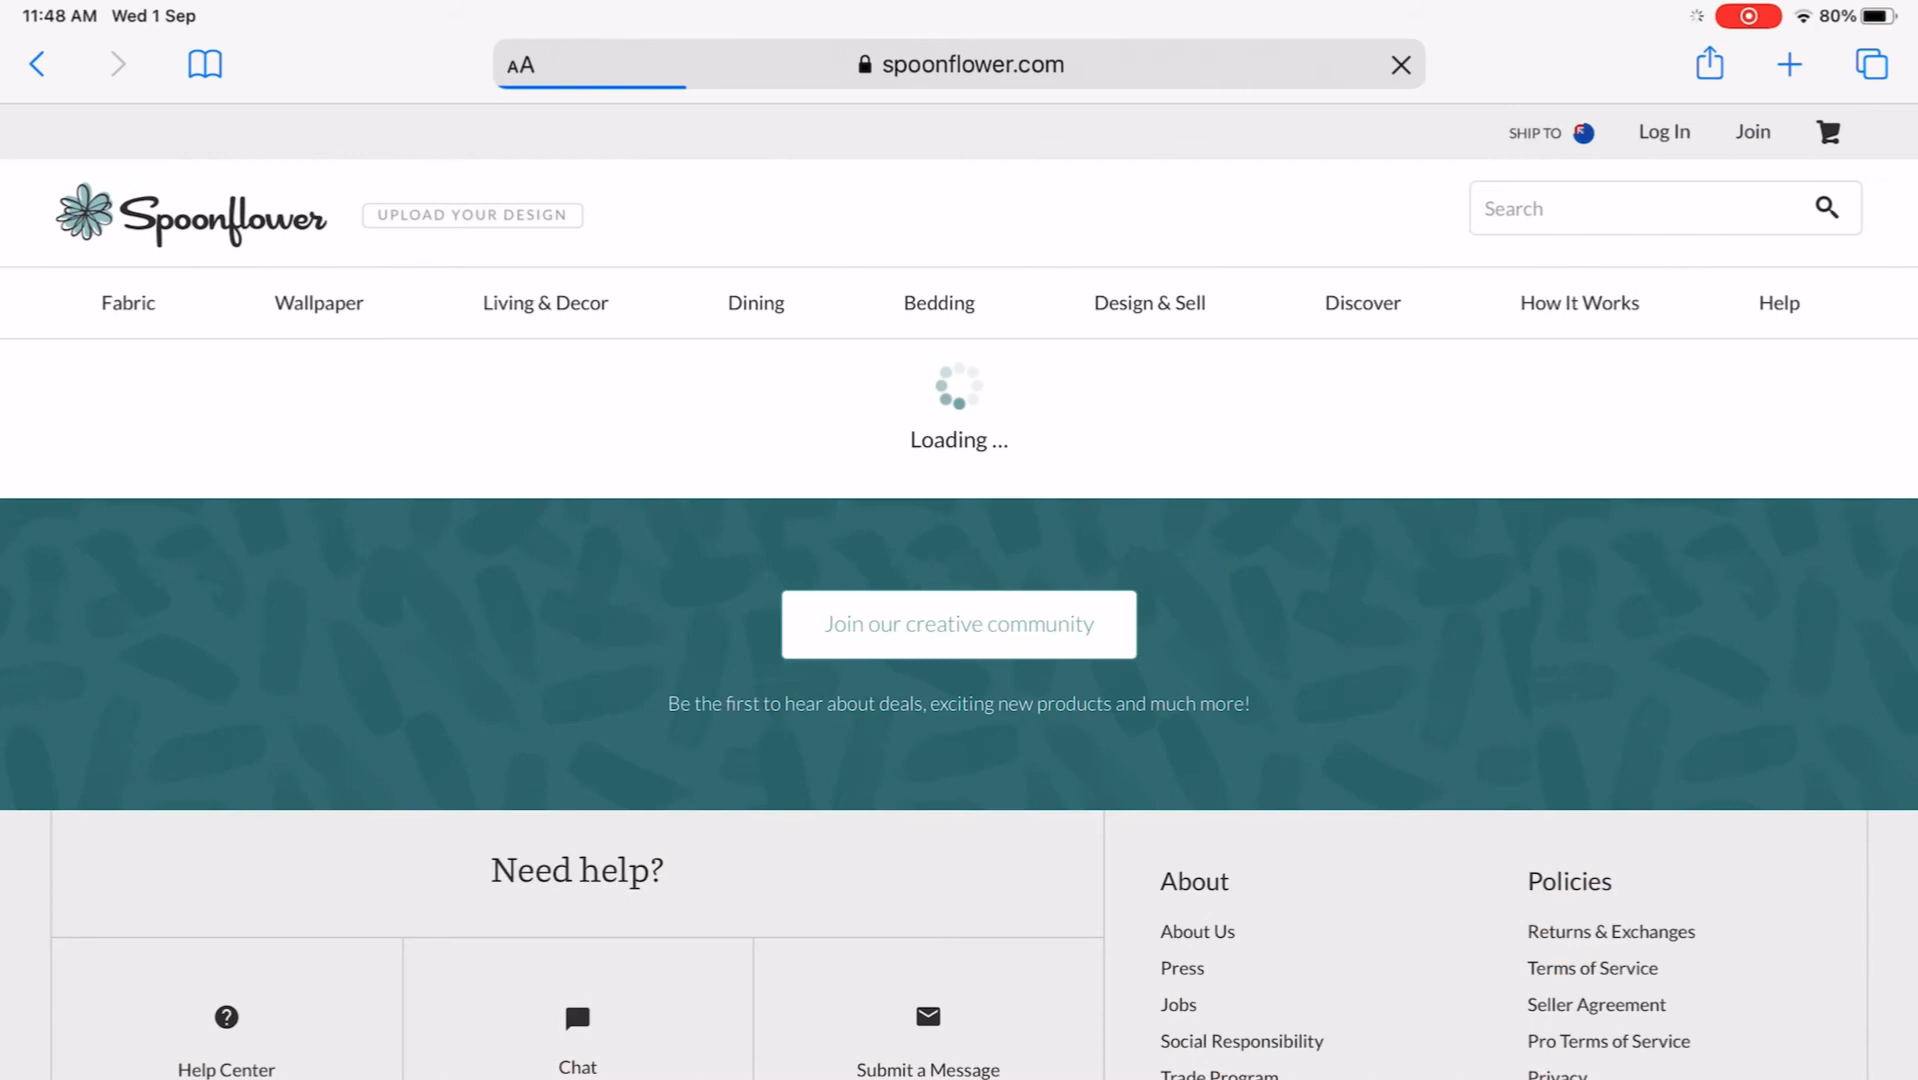 11:48 AM Wed 1 Sep
80%
AA
spoonflower.com
SHIP TO
Log In
Join
Spoonflower
UPLOAD YOUR DESIGN
Search
Fabric
Wallpaper
Living & Decor
Dining
Bedding
Design & Sell
Discover
How It Works
Help
Loading ...
Join our creative community
Be the first to hear about deals, exciting new products and much more!
Need help?
Help Center
Chat
Submit a Message
About
About Us
Press
Jobs
Social Responsibility
Trade Program
Policies
Returns & Exchanges
Terms of Service
Seller Agreement
Pro Terms of Service
Privacy